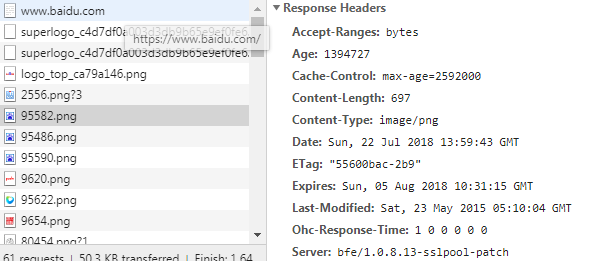 www.baidu.com
superlogo_c4d7df0a003d3db9b65e9ef0fe6.
superlogo_c4d7df0a
https://www.baidu.com/
logo_top_ca79a146.png
2556.png?3
95582.png
95486.png
95590.png
9620.png
95622.png
9654.png
80454.png?1
61 requests | 50.3 KB transferred | Finish: 1.64
Response Headers
Accept-Ranges: bytes
Age: 1394727
Cache-Control: max-age=2592000
Content-Length: 697
Content-Type: image/png
Date: Sun, 22 Jul 2018 13:59:43 GMT
ETag: "55600bac-2b9"
Expires: Sun, 05 Aug 2018 10:31:15 GMT
Last-Modified: Sat, 23 May 2015 05:10:04 GMT
Ohc-Response-Time: 1 0 0 0 0 0
Server: bfe/1.0.8.13-sslpool-patch